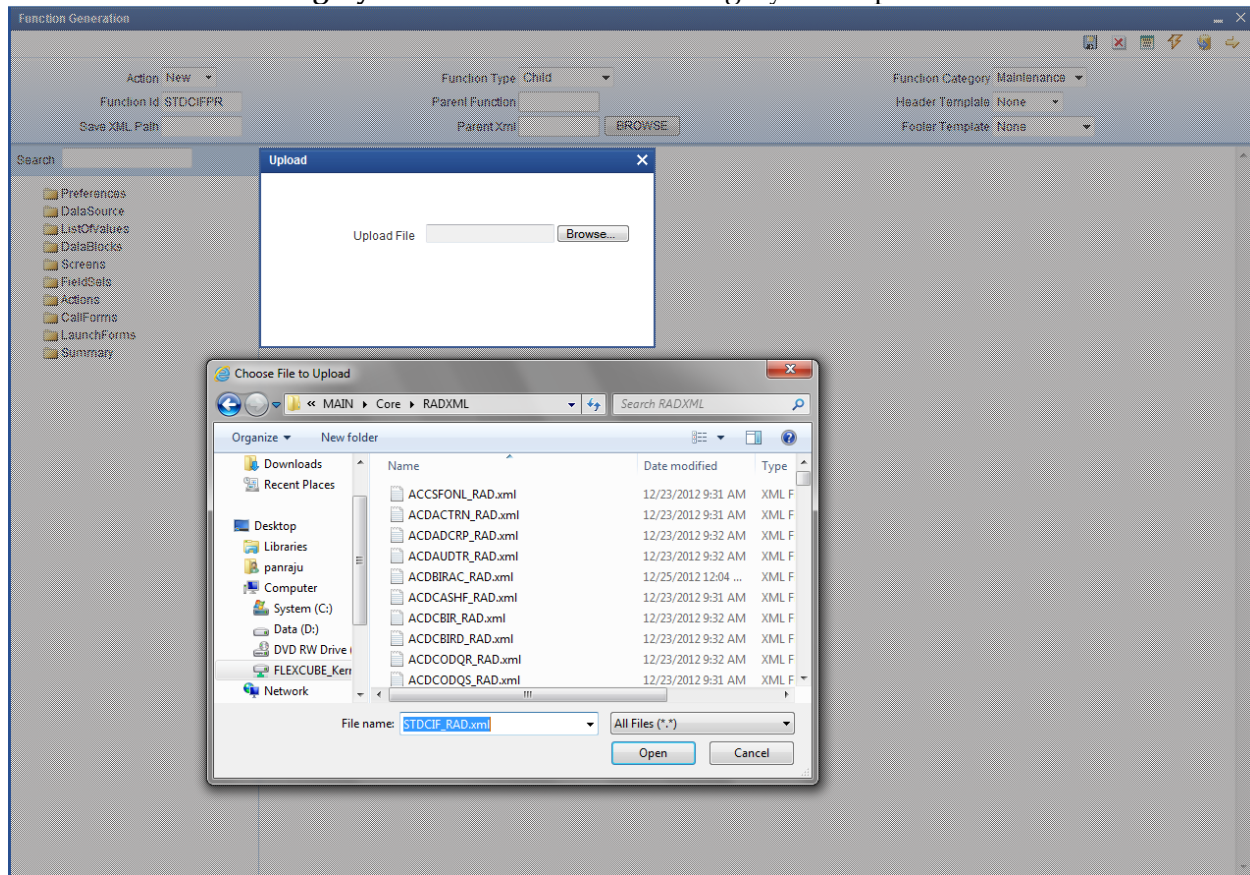 Function Generation
Action New Function Type Child Function Category Maintenance
Function Id STDCIFPR Parent Function Header Template None
Save XML Path Parent Xml BROWSE Footer Template None
Search
Preferences
DataSource
ListOfValues
DataBlocks
Screens
FieldSets
Actions
CallForms
LaunchForms
Summary
Upload
Upload File Browse...
Choose File to Upload
« MAIN Core RADXML Search RADXML
Organize New folder
Downloads
Recent Places
Desktop
Libraries
panraju
Computer
System (C:)
Data (D:)
DVD RW Drive (
FLEXCUBE_Kerr
Network
Name Date modified Type
ACCSFONL_RAD.xml 12/23/2012 9:31 AM XML F
ACDACTRN_RAD.xml 12/23/2012 9:31 AM XML F
ACDADCRP_RAD.xml 12/23/2012 9:32 AM XML F
ACDAUDTR_RAD.xml 12/23/2012 9:32 AM XML F
ACDBIRAC_RAD.xml 12/25/2012 12:04 ... XML F
ACDCASHF_RAD.xml 12/23/2012 9:31 AM XML F
ACDCBIR_RAD.xml 12/23/2012 9:32 AM XML F
ACDCBIRD_RAD.xml 12/23/2012 9:32 AM XML F
ACDCODQR_RAD.xml 12/23/2012 9:32 AM XML F
ACDCODQS_RAD.xml 12/23/2012 9:31 AM XML F
File name: STDCIF_RAD.xml All Files (*.*)
Open Cancel